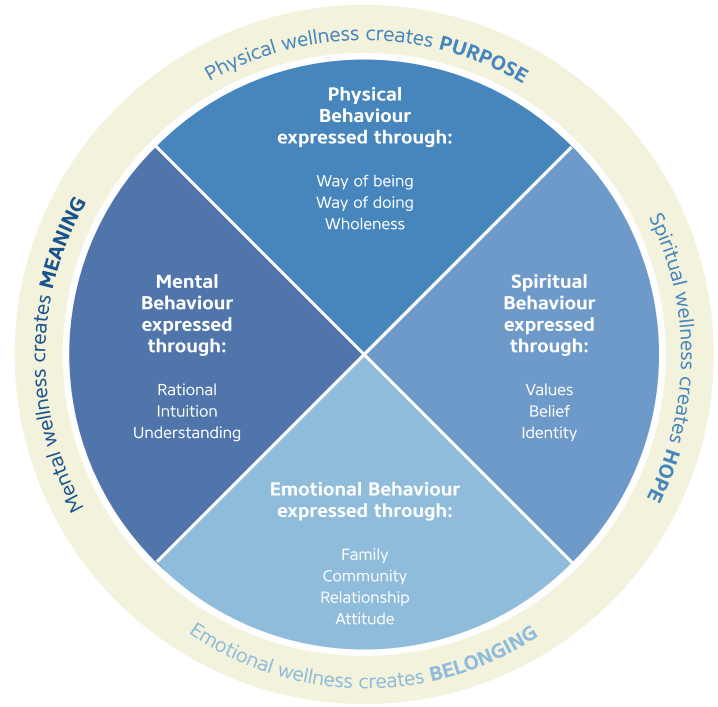 Physical wellness creates PURPOSE
Physical
Behaviour
expressed through:
Way of being
Way of doing
Wholeness
Spiritual wellness creates HOPE
Spiritual
Behaviour
expressed
through:
Values
Belief
Identity
Emotional Behaviour
expressed through:
Family
Community
Relationship
Attitude
Emotional wellness creates BELONGING
Mental
Behaviour
expressed
through:
Rational
Intuition
Understanding
Mental wellness creates MEANING